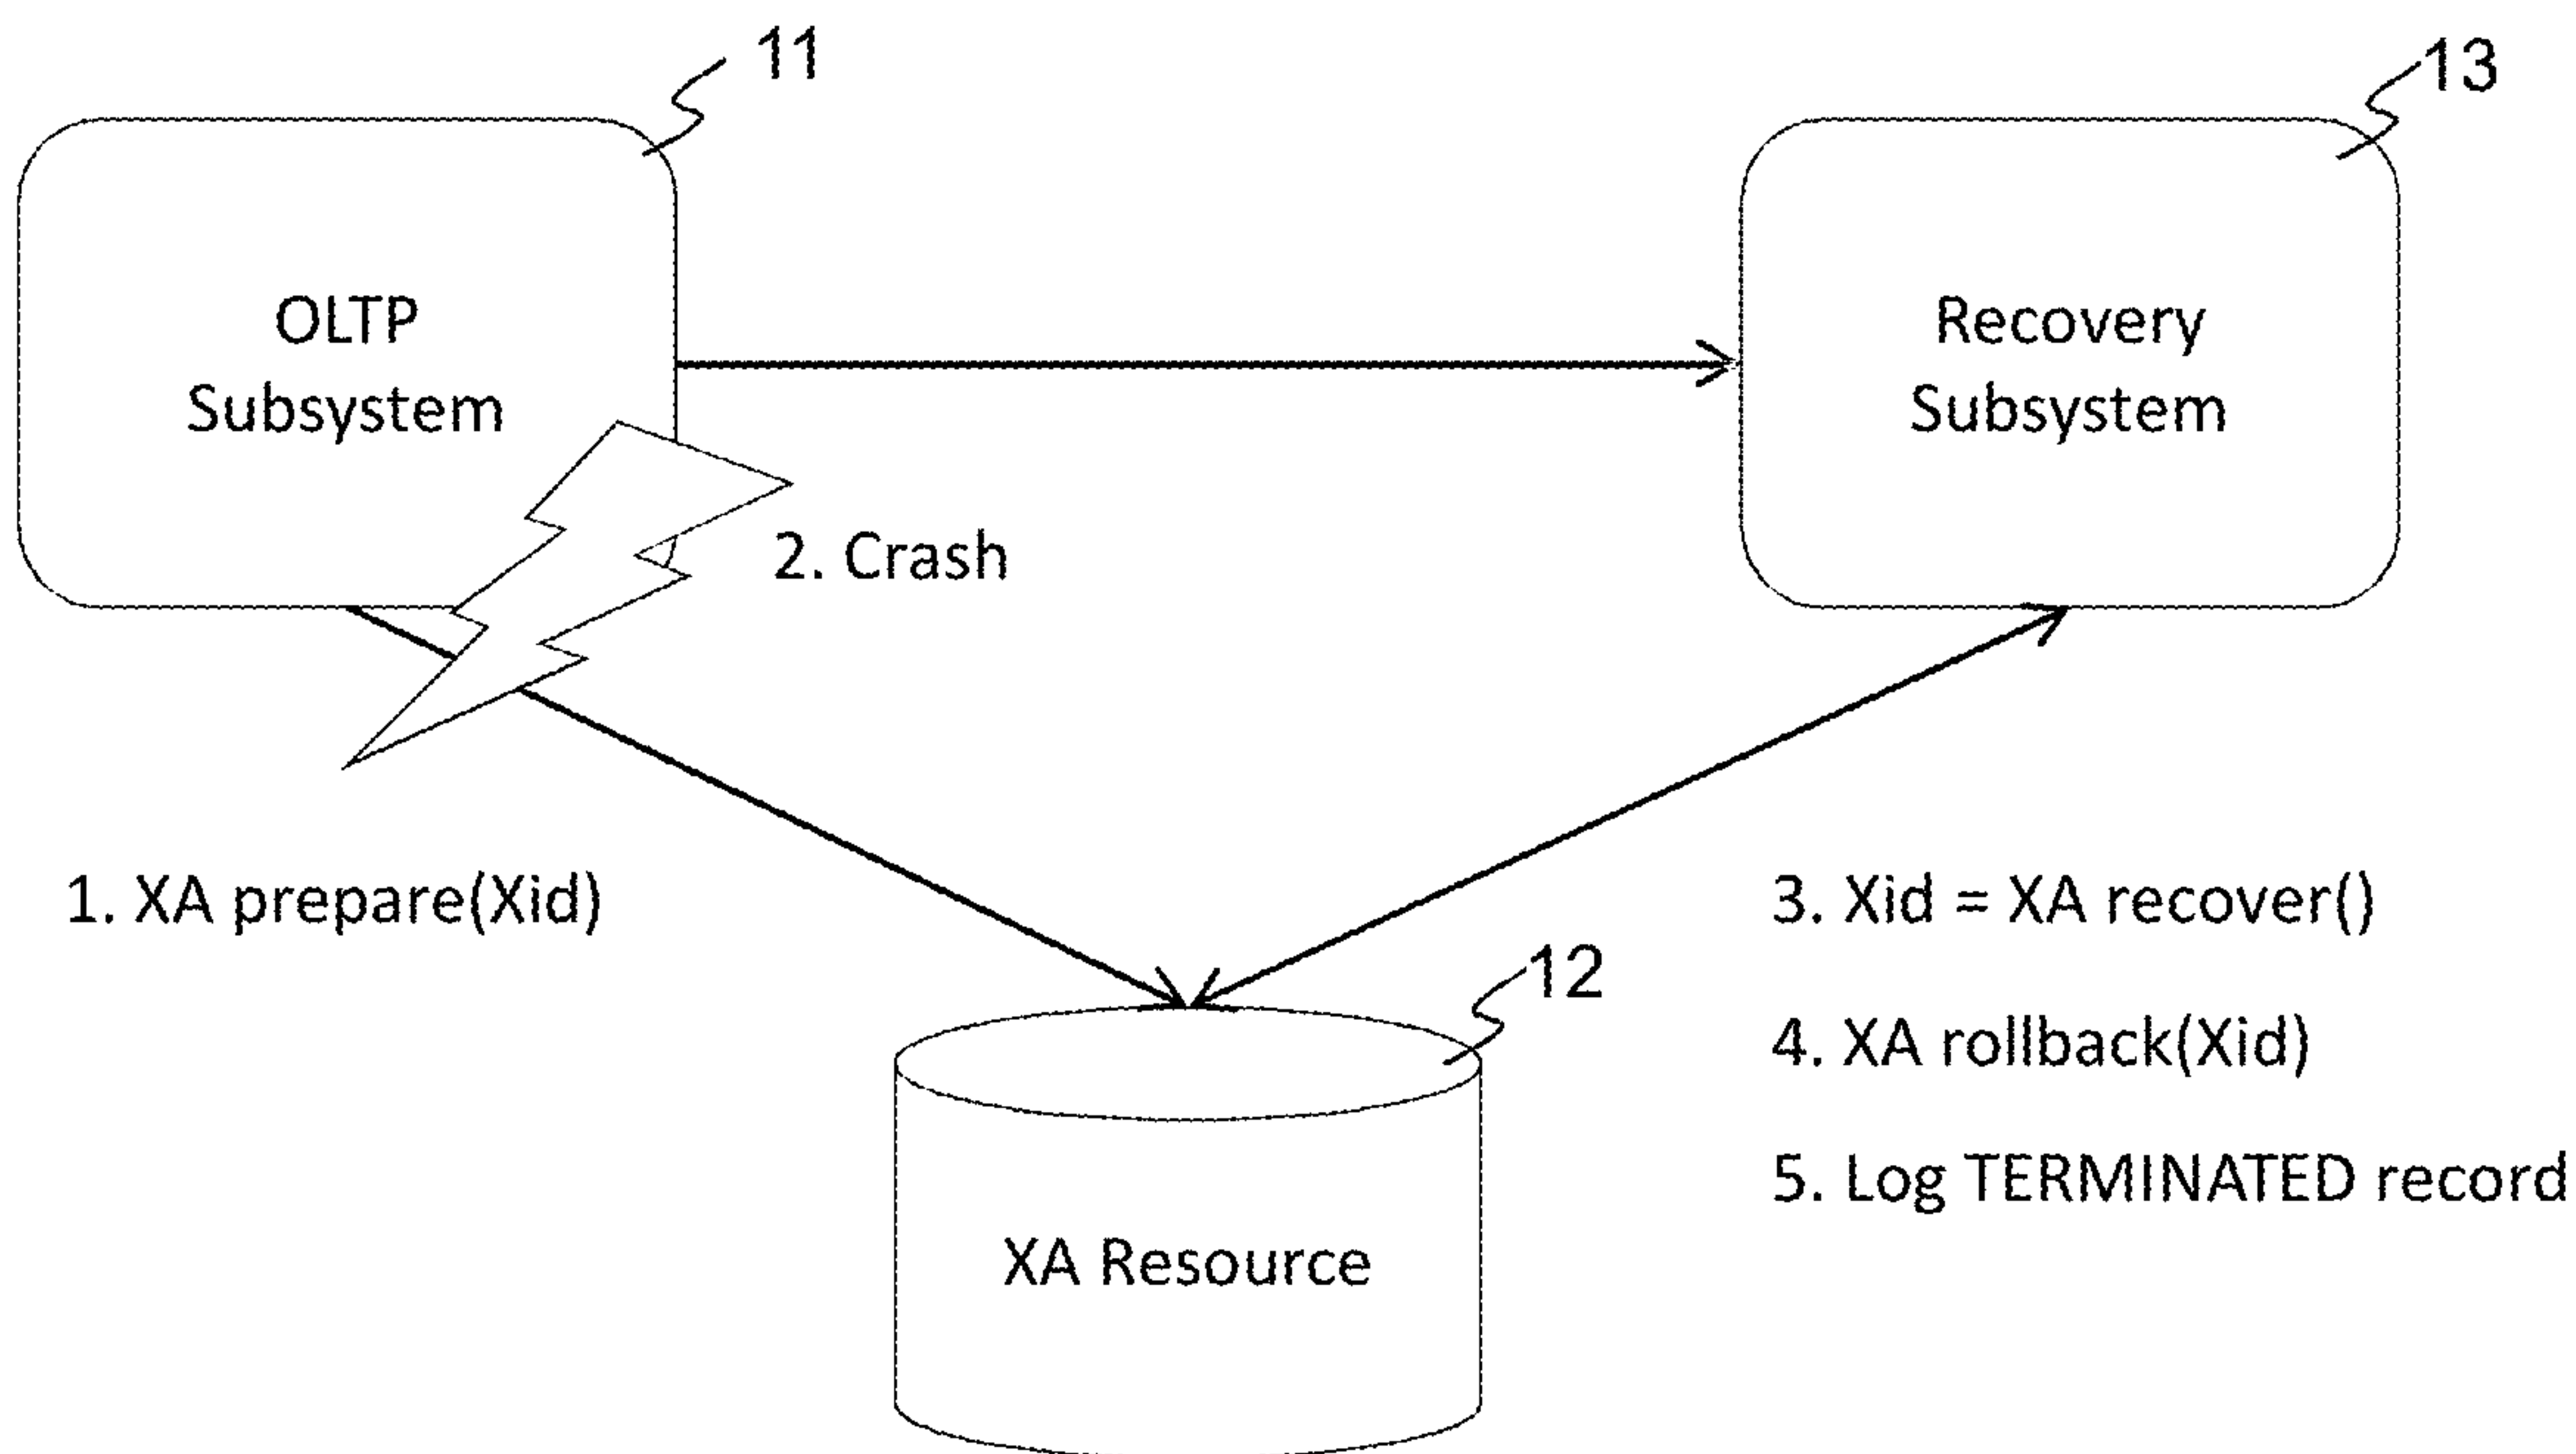 11
13
OLTP
Subsystem
Recovery
Subsystem
2. Crash
1. XA prepare(Xid)
3. Xid = XA recover()
12
4. XA rollback(Xid)
5. Log TERMINATED record
XA Resource